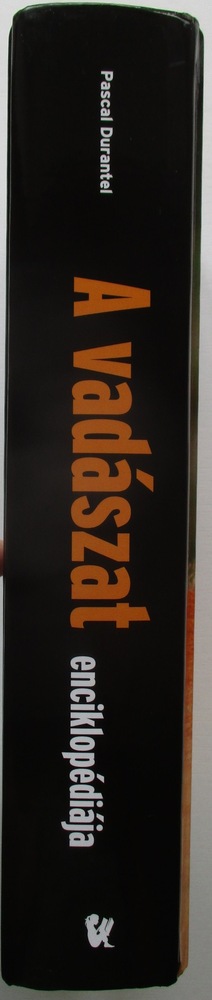 Pascal Durantel
A vadászat
enciklopédiája